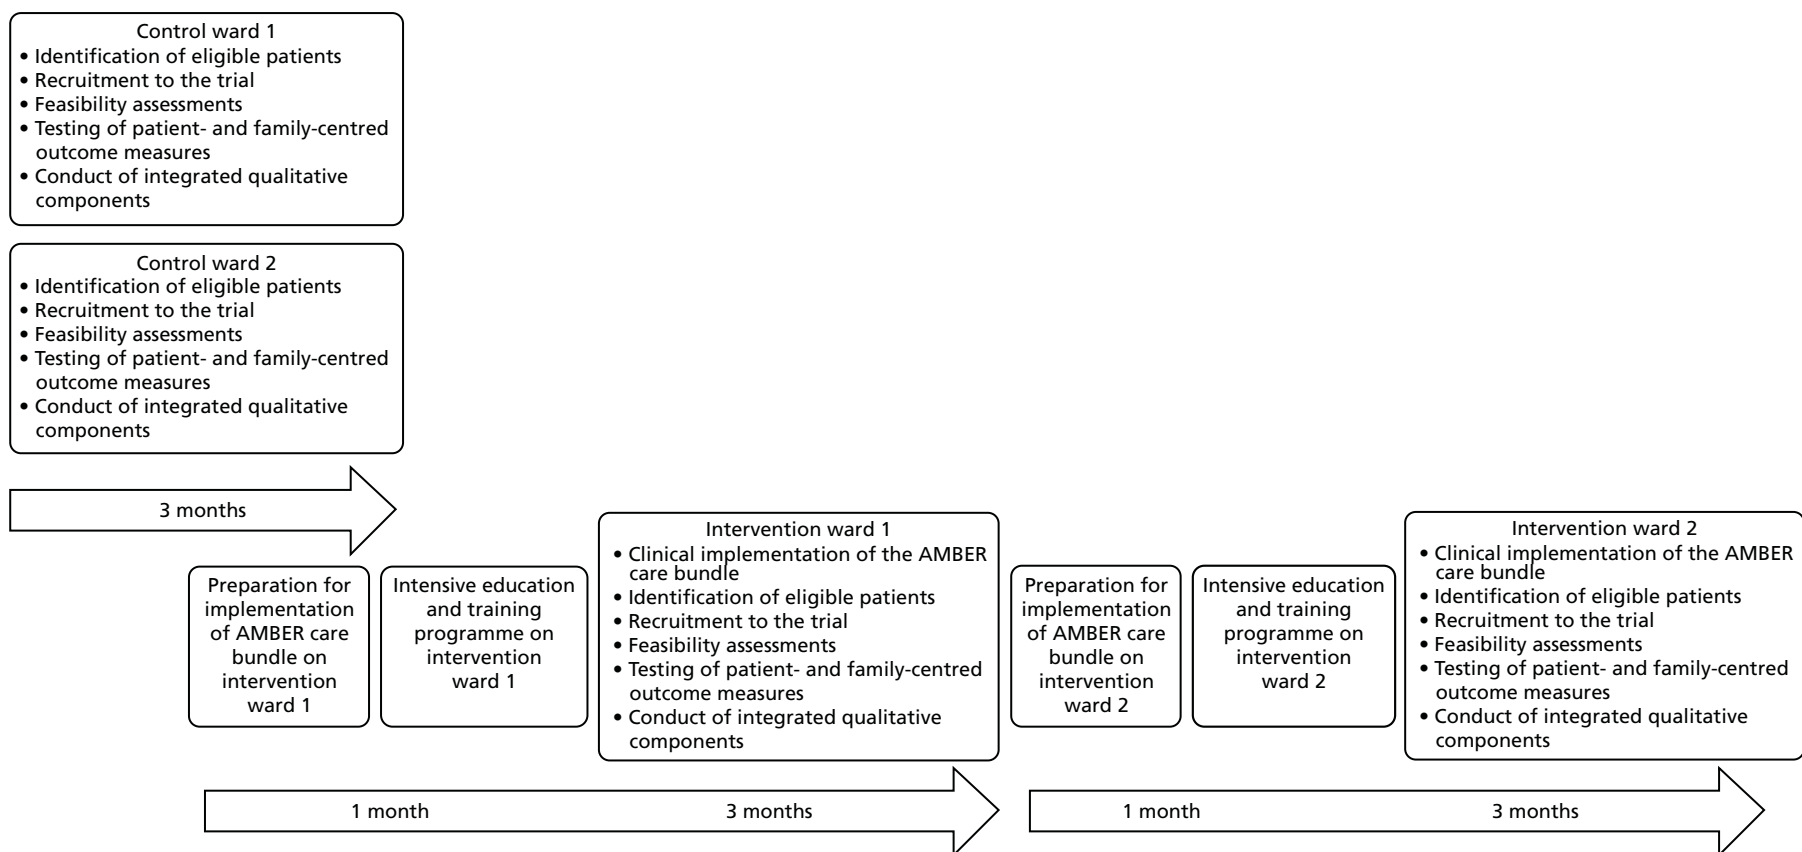 Control ward 1
• Identification of eligible patients
• Recruitment to the trial
• Feasibility assessments
• Testing of patient- and family-centred
outcome measures
• Conduct of integrated qualitative
components
Control ward 2
• Identification of eligible patients
• Recruitment to the trial
• Feasibility assessments
• Testing of patient- and family-centred
outcome measures
• Conduct of integrated qualitative
components
3 months
Preparation for
implementation
of AMBER care
bundle on
intervention
ward 1
Intensive education
and training
programme on
intervention
ward 1
Intervention ward 1
• Clinical implementation of the AMBER
care bundle
• Identification of eligible patients
• Recruitment to the trial
• Feasibility assessments
• Testing of patient- and family-centred
outcome measures
• Conduct of integrated qualitative
components
Preparation for
implementation
of AMBER care
bundle on
intervention
ward 2
Intensive education
and training
programme on
intervention
ward 2
Intervention ward 2
• Clinical implementation of the AMBER
care bundle
• Identification of eligible patients
• Recruitment to the trial
• Feasibility assessments
• Testing of patient- and family-centred
outcome measures
• Conduct of integrated qualitative
components
1 month
3 months
1 month
3 months